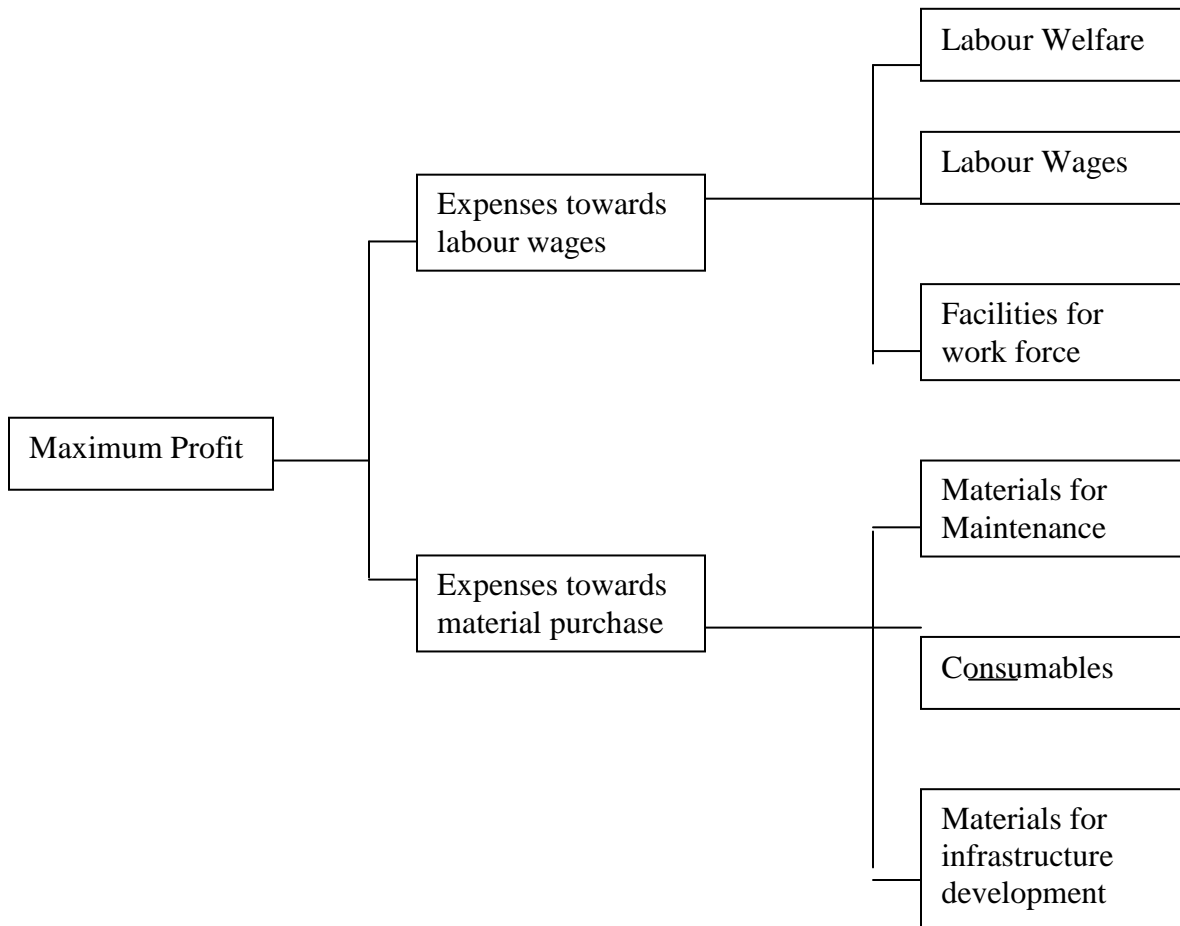 Labour Welfare
Labour Wages
Expenses towards
labour wages
Facilities for
work force
Maximum Profit
Materials for
Maintenance
Expenses towards
material purchase
Consumables
Materials for
infrastructure
development